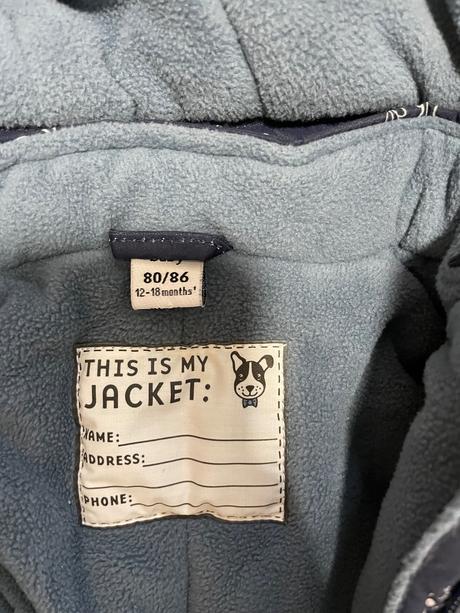 80/86
12-18 months
THIS IS MY
JACKET:
NAME:
ADDRESS:
PHONE: